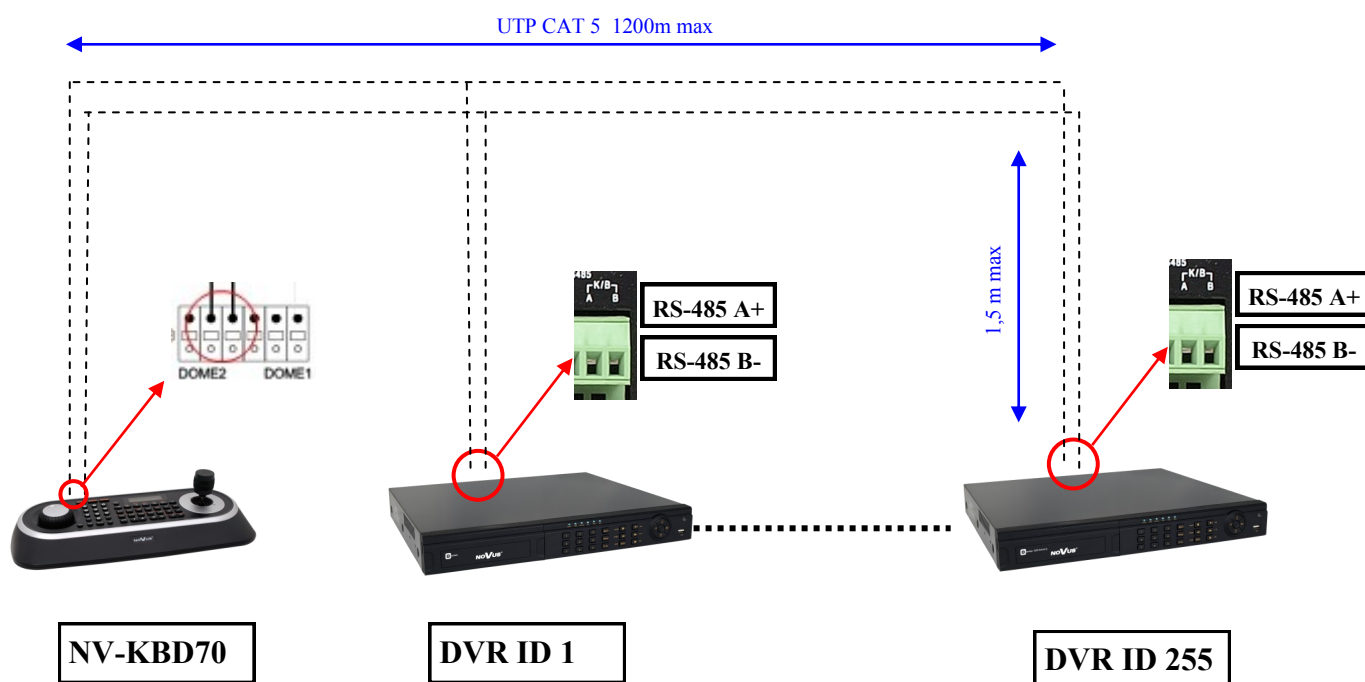 UTP CAT 5  1200m max
1,5 m max
485
K/B
A B
RS-485 A+
RS-485 B-
485
K/B
A B
RS-485 A+
RS-485 B-
DOME2 DOME1
NOVUS
NOVUS
NOVUS
NV-KBD70
DVR ID 1
DVR ID 255